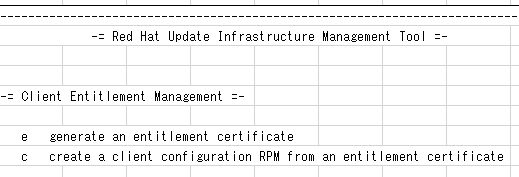 -= Red Hat Update Infrastructure Management Tool =-
-= Client Entitlement Management =-
e generate an entitlement certificate
c create a client configuration RPM from an entitlement certificate